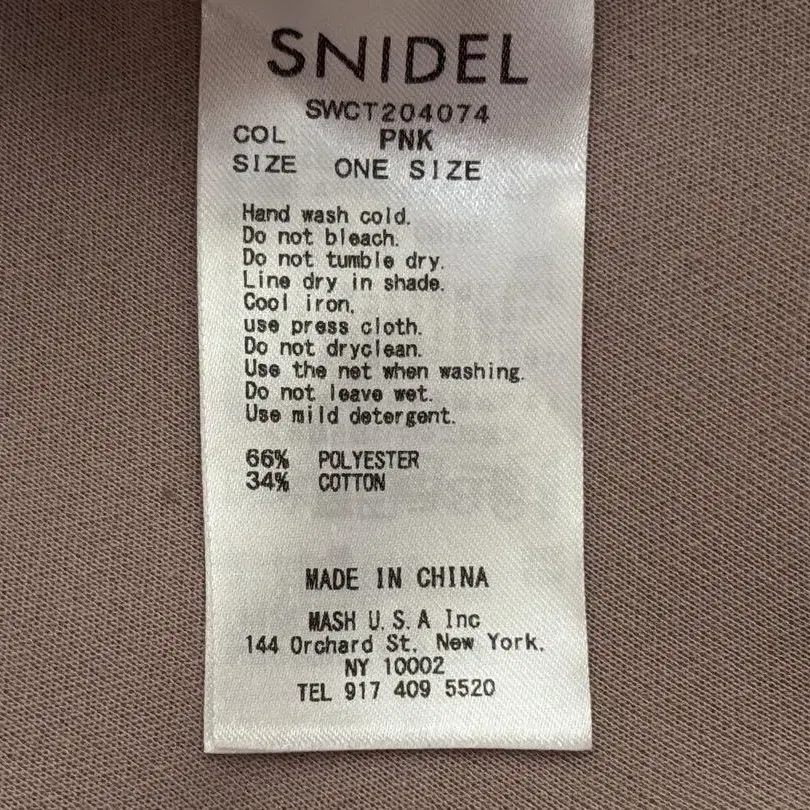 SNIDEL
SWCT204074
COL PNK
SIZE ONE SIZE
Hand wash cold.
Do not bleach.
Do not tumble dry.
Line dry in shade.
Cool iron,
use press cloth.
Do not dryclean.
Use the net when washing.
Do not leave wet.
Use mild detergent.
66% POLYESTER
34% COTTON
MADE IN CHINA
MASH U.S.A Inc
144 Orchard St, New York.
NY 10002
TEL 917 409 5520